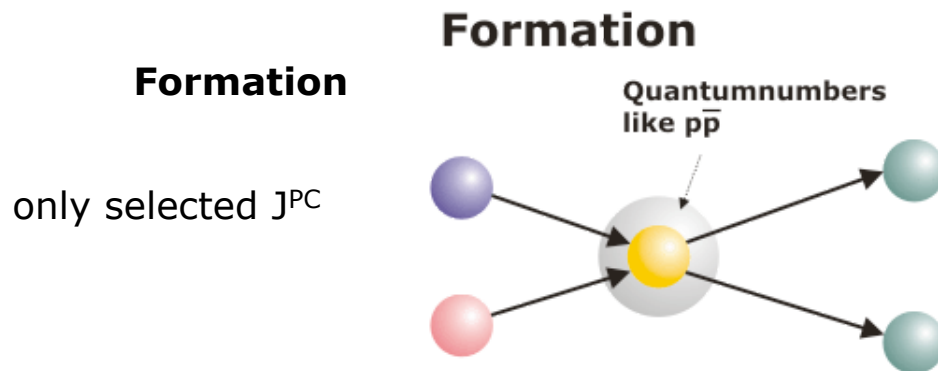 Formation
Formation
Quantumnumbers
like pp̅
only selected Jᴾᶜ